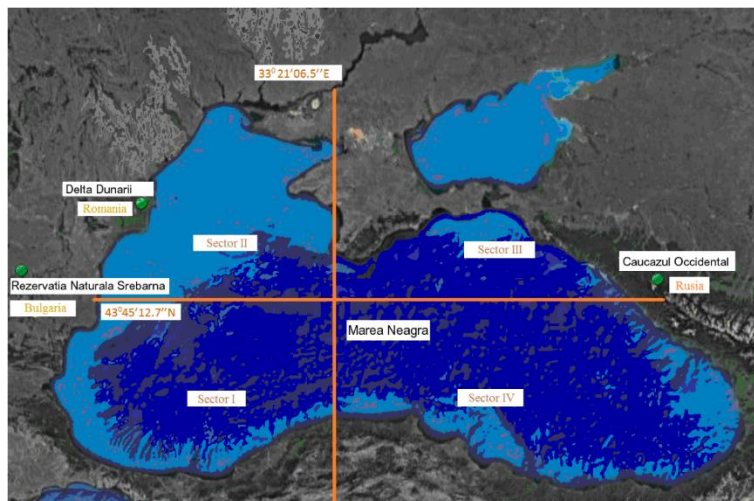 33⁰21'06.5''E
Delta Dunarii
Romania
Sector II
Sector III
Caucazul Occidental
Rusia
Rezervatia Naturala Srebarna
Bulgaria
43⁰45'12.7''N
Marea Neagra
Sector I
Sector IV